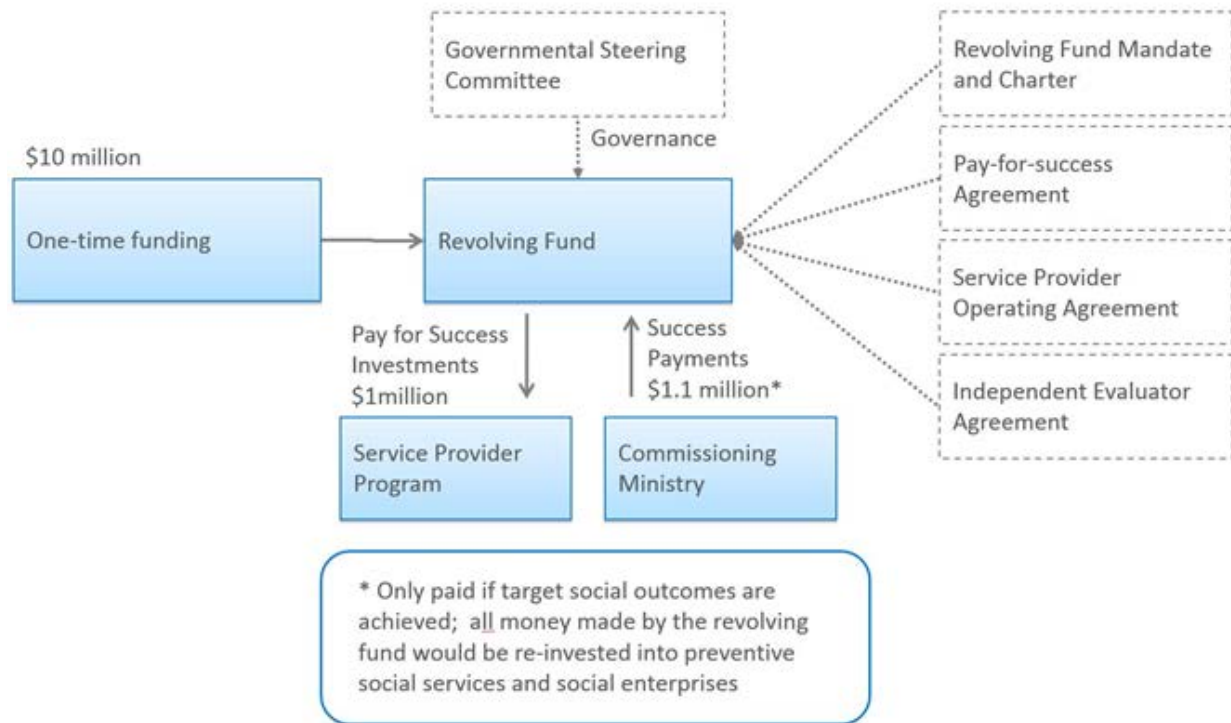 Governmental Steering
Committee
Governance
$10 million
One-time funding
Revolving Fund
Revolving Fund Mandate
and Charter
Pay-for-success
Agreement
Service Provider
Operating Agreement
Independent Evaluator
Agreement
Pay for Success
Investments
$1million
Success
Payments
$1.1 million*
Service Provider
Program
Commissioning
Ministry
* Only paid if target social outcomes are
achieved;  all money made by the revolving
fund would be re-invested into preventive
social services and social enterprises